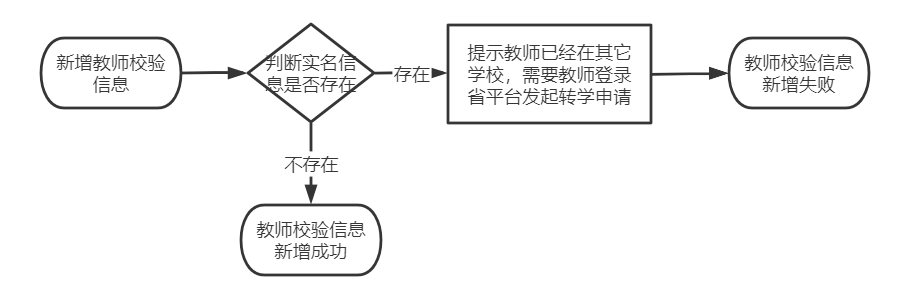 新增教师校验
信息
判断实名信
息是否存在
存在
提示教师已经在其它
学校，需要教师登录
省平台发起转学申请
教师校验信息
新增失败
不存在
教师校验信息
新增成功